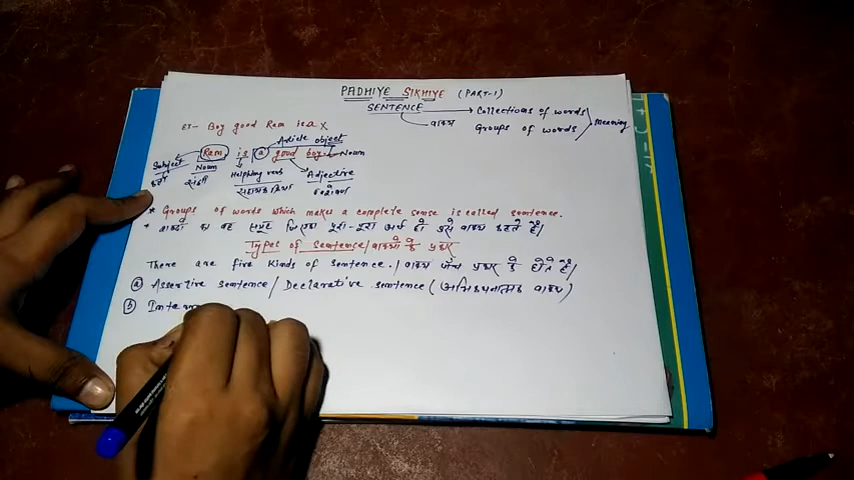 PADHIYE SIKHIYE (PART-1)
SENTENCE → Collections of words
वाक्य Groups of words Meaning
ET- Boy good Ram is a x
Article object
Ram is a good boy - Noun
Subject Noun Helping verb Adjective
कर्ता संज्ञा सहायक क्रिया विशेषण
* Groups of words which makes a complete sense is called sentence.
* शब्दों का वह समूह जिसका पूरा-पूरा अर्थ हो उसे वाक्य कहते हैं|
Types of Sentence/वाक्यों के प्रकार
There are five kinds of sentence./वाक्य पाँच प्रकार के होते हैं/
(a) Assertive sentence/Declarative sentence (अभिकथनात्मक वाक्य)
(b) Inter